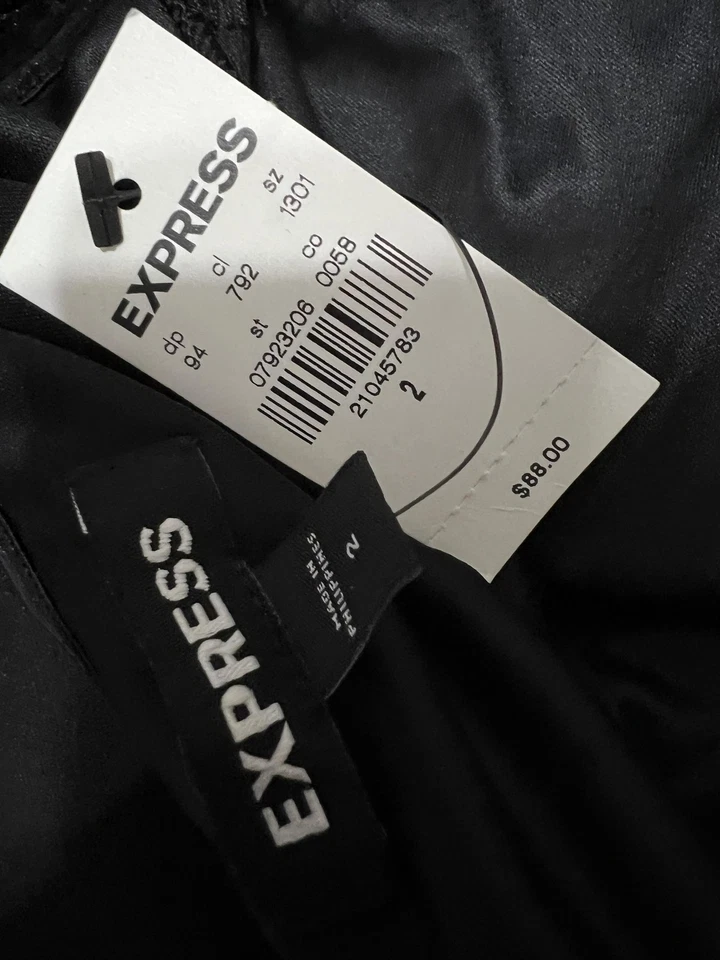 EXPRESS
dp cl sz
94 792 1301
st co
07923206 0058
21045783
2
$88.00
EXPRESS
2
MADE IN
PHILIPPINES